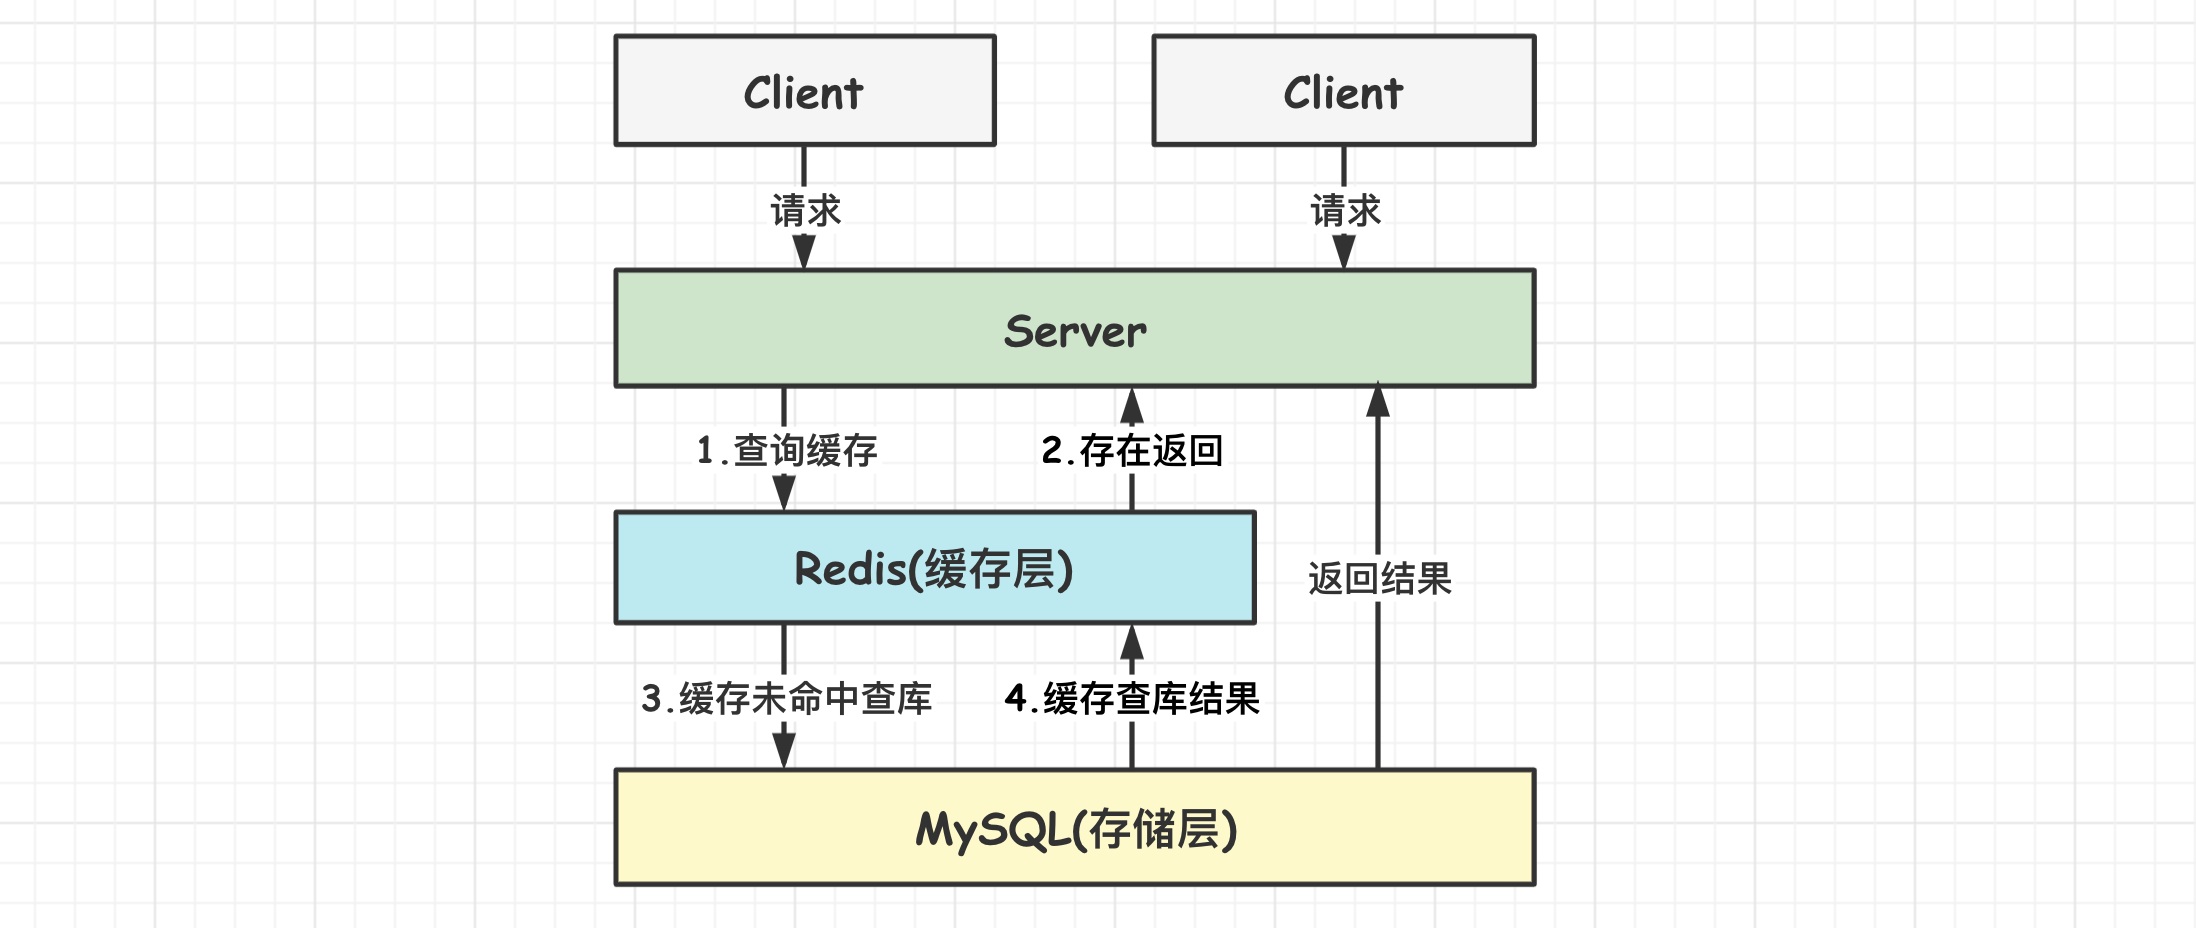 Client
Client
请求
请求
Server
1.查询缓存
2.存在返回
Redis(缓存层)
返回结果
3.缓存未命中查库
4.缓存查库结果
MySQL(存储层)